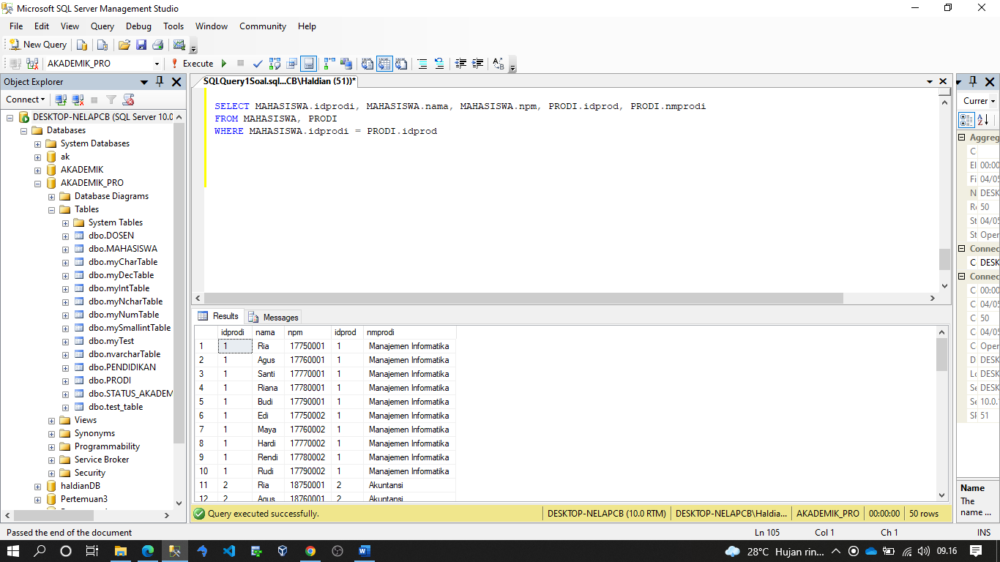 Microsoft SQL Server Management Studio
File Edit View Query Debug Tools Window Community Help
New Query
AKADEMIK_PRO Execute
Object Explorer
Connect
DESKTOP-NELAPCB (SQL Server 10.0
Databases
System Databases
ak
AKADEMIK
AKADEMIK_PRO
Database Diagrams
Tables
System Tables
dbo.DOSEN
dbo.MAHASISWA
dbo.myCharTable
dbo.myDecTable
dbo.myIntTable
dbo.myNcharTable
dbo.myNumTable
dbo.mySmallintTable
dbo.myTest
dbo.nvarcharTable
dbo.PENDIDIKAN
dbo.PRODI
dbo.STATUS_AKADEM
dbo.test_table
Views
Synonyms
Programmability
Service Broker
Security
haldianDB
Pertemuan3
SQLQuery1Soal.sql...CB\Haldian (51))*
SELECT MAHASISWA.idprodi, MAHASISWA.nama, MAHASISWA.npm, PRODI.idprod, PRODI.nmprodi
FROM MAHASISWA, PRODI
WHERE MAHASISWA.idprodi = PRODI.idprod
Results Messages
idprodi nama npm idprod nmprodi
1 1 Ria 17750001 1 Manajemen Informatika
2 1 Agus 17760001 1 Manajemen Informatika
3 1 Santi 17770001 1 Manajemen Informatika
4 1 Riana 17780001 1 Manajemen Informatika
5 1 Budi 17790001 1 Manajemen Informatika
6 1 Edi 17750002 1 Manajemen Informatika
7 1 Maya 17760002 1 Manajemen Informatika
8 1 Hardi 17770002 1 Manajemen Informatika
9 1 Rendi 17780002 1 Manajemen Informatika
10 1 Rudi 17790002 1 Manajemen Informatika
11 2 Ria 18750001 2 Akuntansi
12 2 Agus 18760001 2 Akuntansi
Query executed successfully. DESKTOP-NELAPCB (10.0 RTM) DESKTOP-NELAPCB\Haldia... AKADEMIK_PRO 00:00:00 50 rows
Currer
Aggreg
C
El 00:00
Fi 04/05
N DESK
Re 50
St 04/05
St Oper
Connec
C DESK
Connec
C 00:00
C 04/05
C 50
C 04/05
C Oper
D DESK
Lo DESK
Se DESK
Se 10.0.
SF 51
Name
The
name ...
Passed the end of the document Ln 105 Col 1 Ch 1 INS
28°C Hujan rin... 09.16